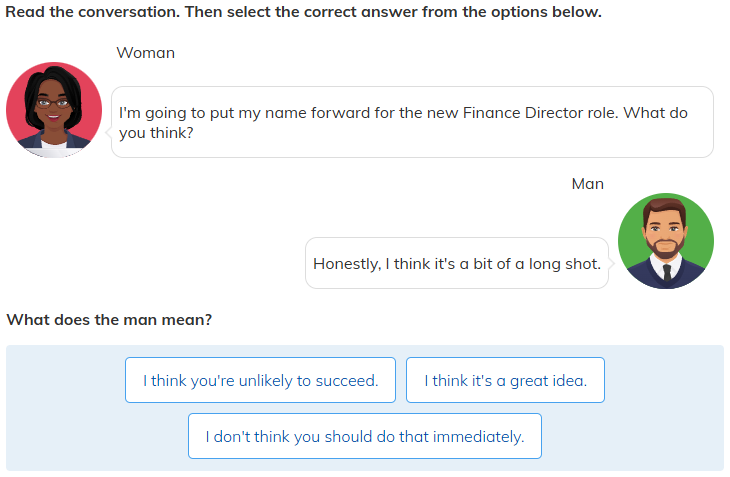 Read the conversation. Then select the correct answer from the options below.
Woman
I'm going to put my name forward for the new Finance Director role. What do
you think?
Man
Honestly, I think it's a bit of a long shot.
What does the man mean?
I think you're unlikely to succeed.
I think it's a great idea.
I don't think you should do that immediately.